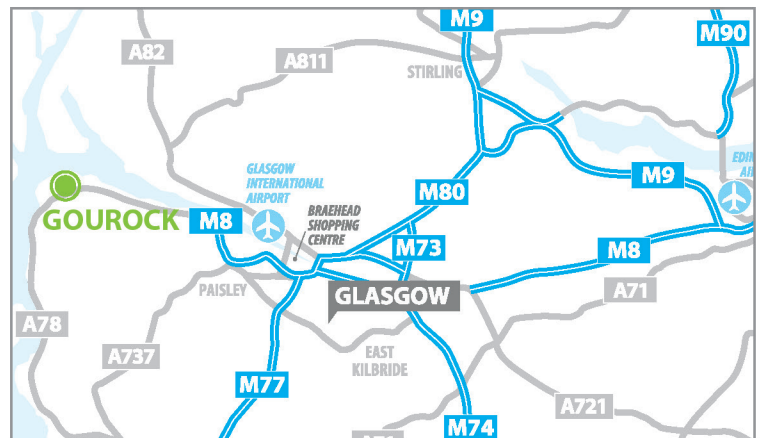 M9
M90
A82
A811
STIRLING
GLASGOW
INTERNATIONAL
AIRPORT
M9
M80
GOUROCK
M8
BRAEHEAD
SHOPPING
CENTRE
M73
M8
PAISLEY
GLASGOW
A71
A78
A737
EAST
KILBRIDE
M77
A721
M74